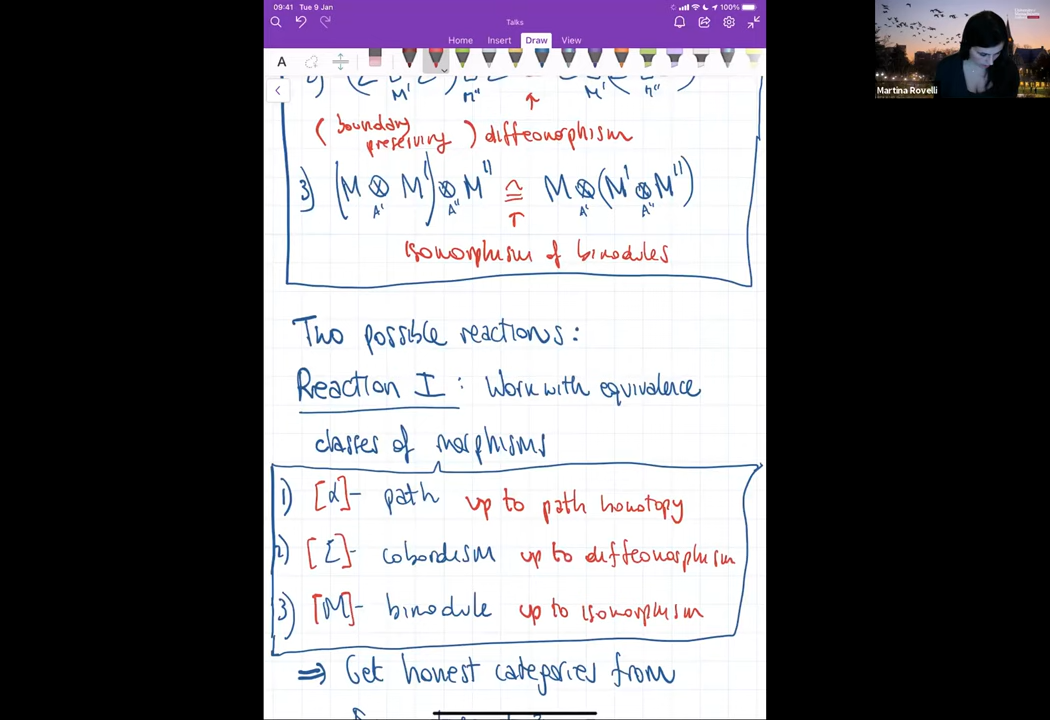 09:41 Tue 9 Jan
100%
Talks
Home Insert Draw View
A
M' M'' M' M''
(boundary preserving) diffeomorphism
3) (M ⊗ M') ⊗ M'' ≅ M ⊗ (M' ⊗ M'')
A' A'' A' A''
isomorphism of bimodules
Two possible reactions:
Reaction I : Work with equivalence
classes of morphisms
1) [α]- path up to path homotopy
2) [Σ]- cobordism up to diffeomorphism
3) [M]- bimodule up to isomorphism
⇒ Get honest categories from
Martina Rovelli